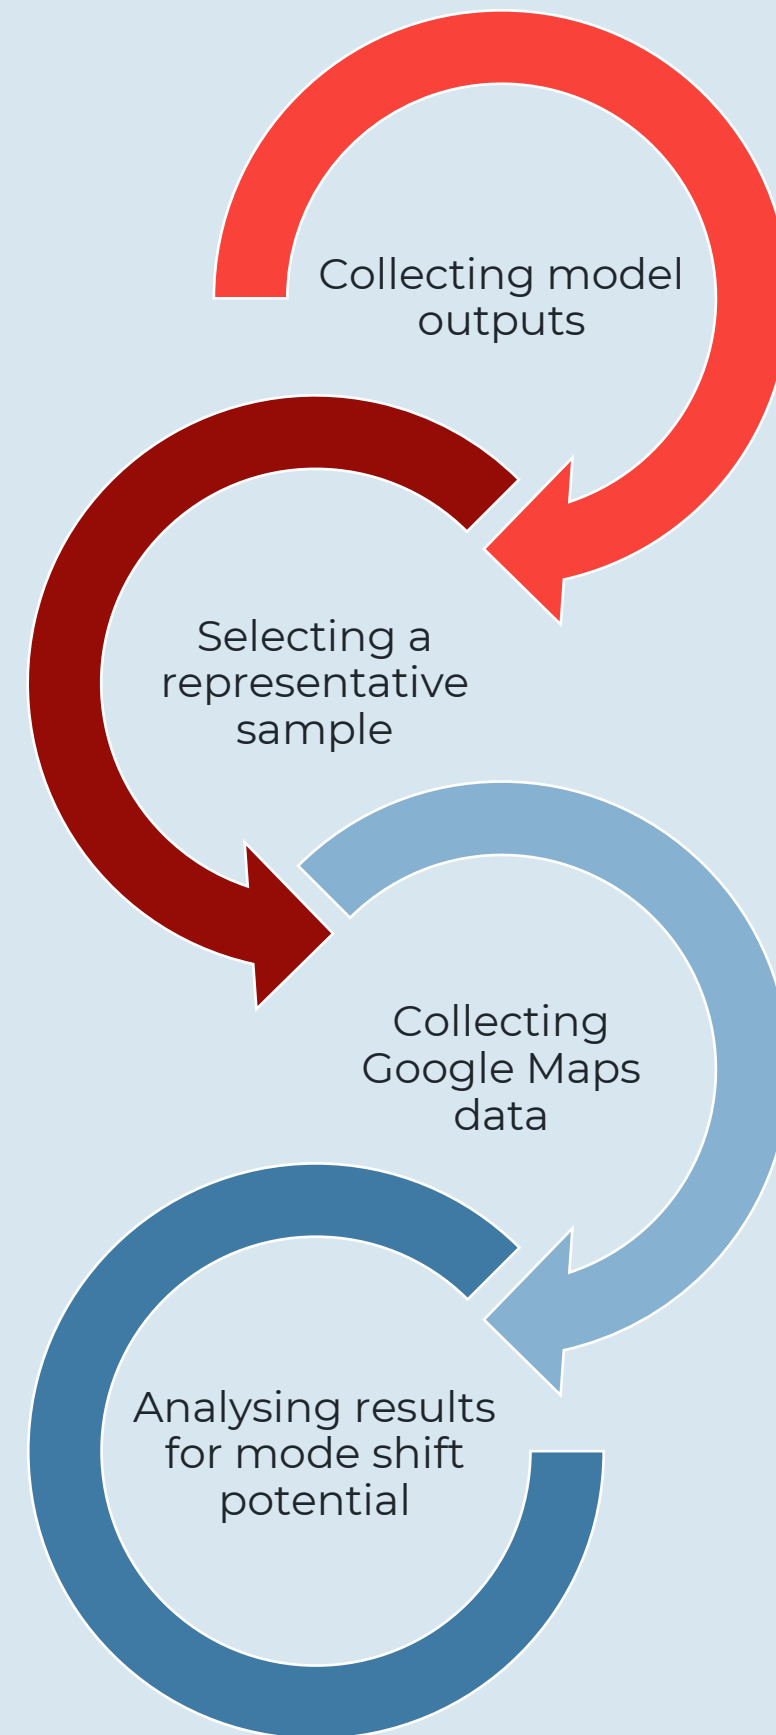 Collecting model
outputs
Selecting a
representative
sample
Collecting
Google Maps
data
Analysing results
for mode shift
potential